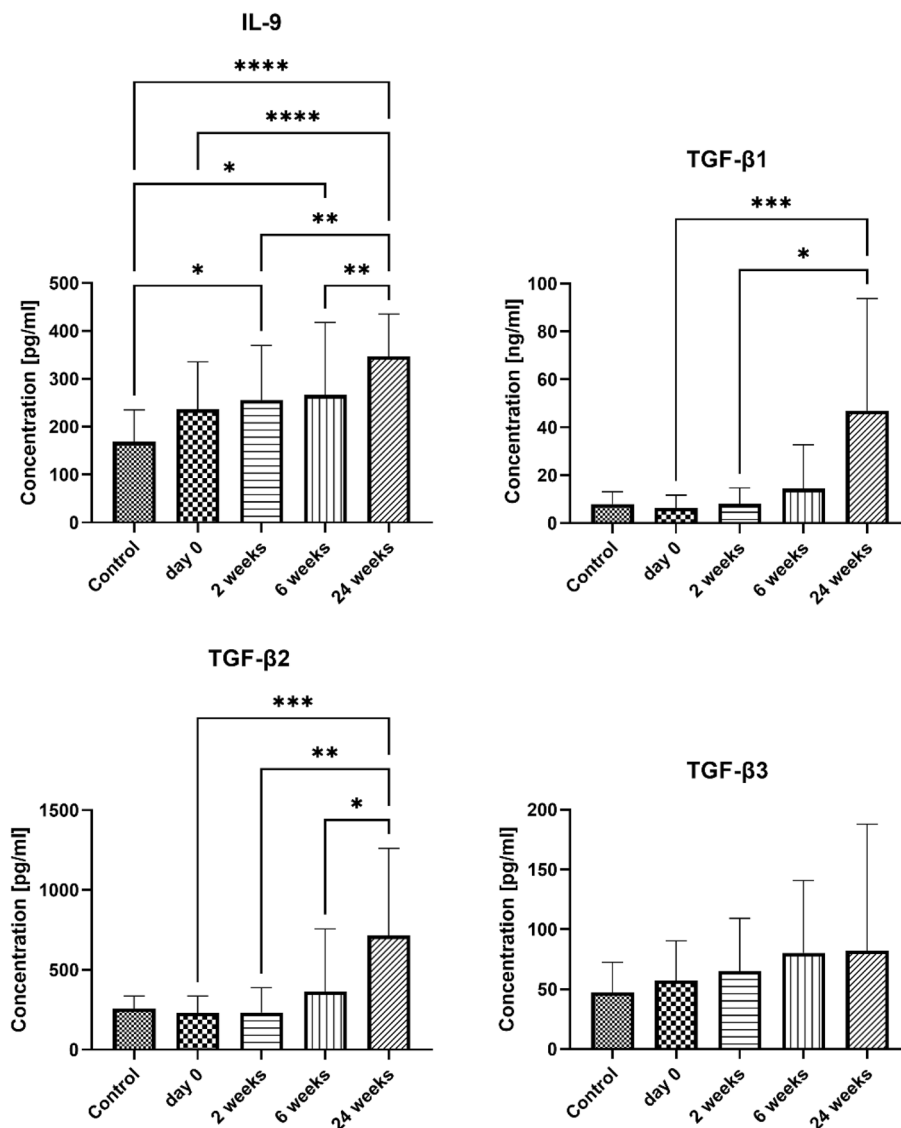 IL-9
****
****
*
**
*
**
Concentration [pg/ml]
500
400
300
200
100
0
Control
day 0
2 weeks
6 weeks
24 weeks
TGF-β1
***
*
Concentration [ng/ml]
100
80
60
40
20
0
Control
day 0
2 weeks
6 weeks
24 weeks
TGF-β2
***
**
*
Concentration [pg/ml]
1500
1000
500
0
Control
day 0
2 weeks
6 weeks
24 weeks
TGF-β3
Concentration [pg/ml]
200
150
100
50
0
Control
day 0
2 weeks
6 weeks
24 weeks